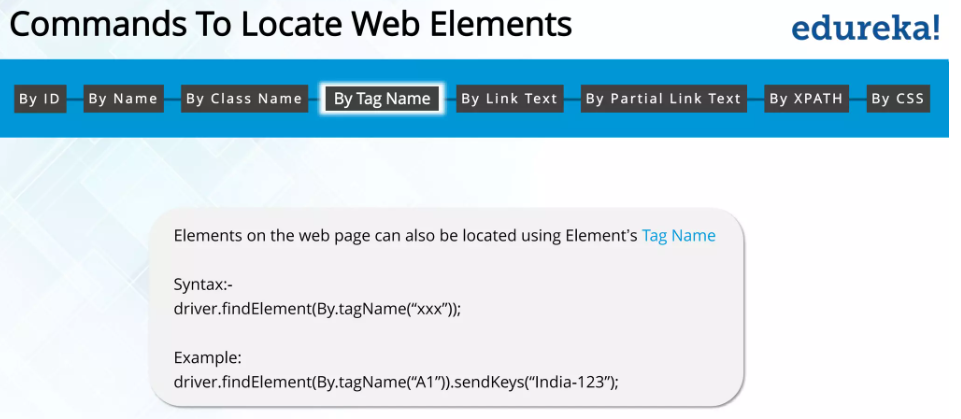 Commands To Locate Web Elements
edureka!
By ID
By Name
By Class Name
By Tag Name
By Link Text
By Partial Link Text
By XPATH
By CSS
Elements on the web page can also be located using Element's Tag Name
Syntax:-
driver.findElement(By.tagName(“xxx”));
Example:
driver.findElement(By.tagName(“A1”)).sendKeys(“India-123”);